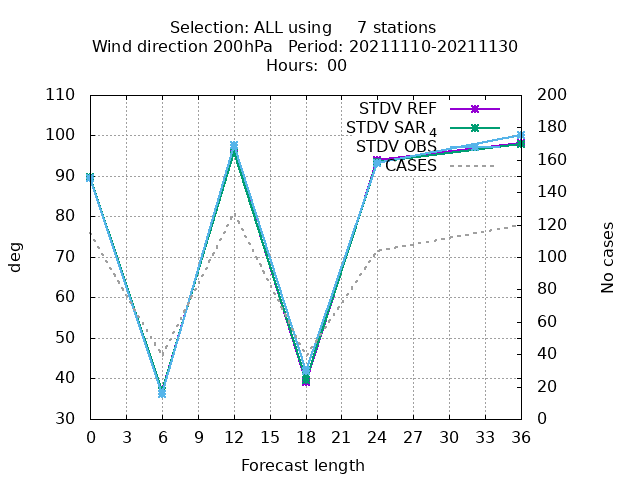 Selection: ALL using 7 stations
Wind direction 200hPa Period: 20211110-20211130
Hours: 00
110
100
90
80
70
60
50
40
30
200
180
160
140
120
100
80
60
40
20
0
STDV REF
STDV SAR 4
STDV OBS
CASES
deg
No cases
0 3 6 9 12 15 18 21 24 27 30 33 36
Forecast length